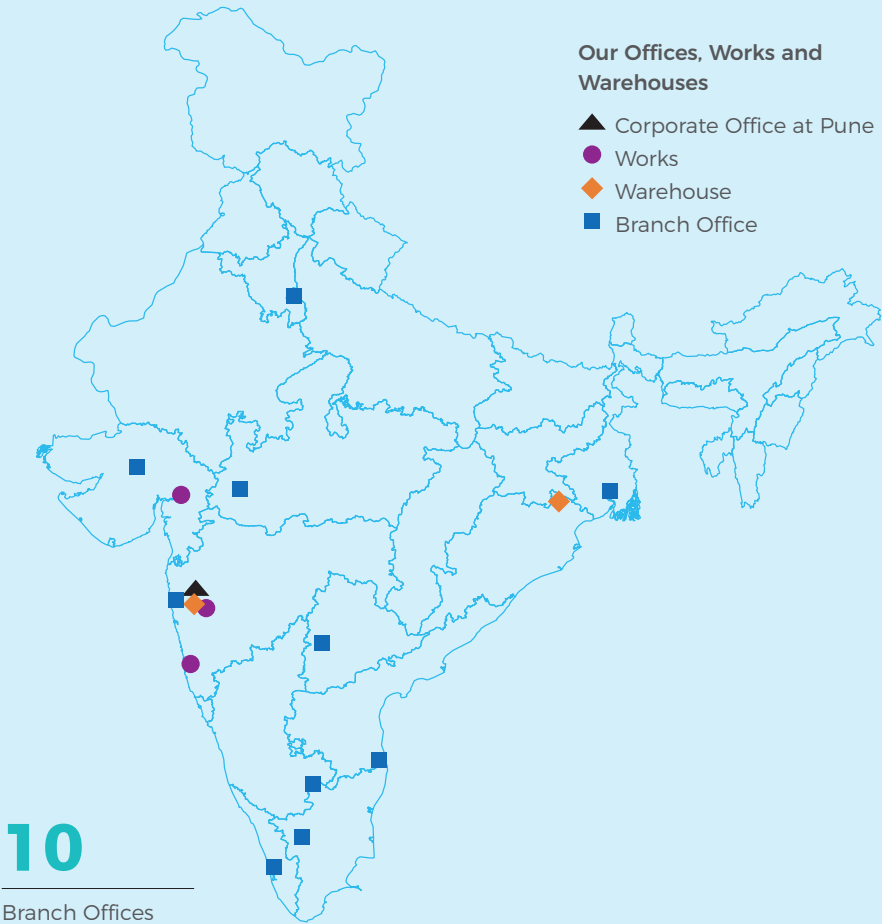 Our Offices, Works and
Warehouses
Corporate Office at Pune
Works
Warehouse
Branch Office
10
Branch Offices